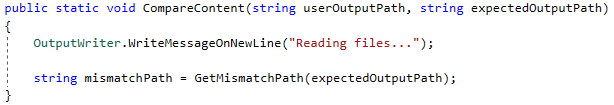 public static void CompareContent(string userOutputPath, string expectedOutputPath)
{
    OutputWriter.WriteMessageOnNewLine("Reading files...");
    string mismatchPath = GetMismatchPath(expectedOutputPath);
}